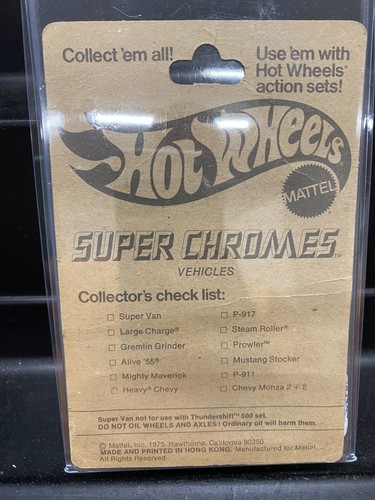 Collect 'em all!
Use 'em with
Hot Wheels®
action sets!
Hot Wheels
MATTEL
SUPER CHROMES™
VEHICLES
Collector's check list:
□ Super Van
□ Large Charge®
□ Gremlin Grinder
□ Alive '55®
□ Mighty Maverick
□ Heavy® Chevy
□ P-917
□ Steam Roller®
□ Prowler™
□ Mustang Stocker
□ P-911
□ Chevy Monza 2 + 2
Super Van not for use with Thundershift™ 500 set.
DO NOT OIL WHEELS AND AXLES! Ordinary oil will harm them.
© Mattel, Inc. 1975, Hawthorne, California 90250
MADE AND PRINTED IN HONG KONG. Manufactured for Mattel.
All Rights Reserved.